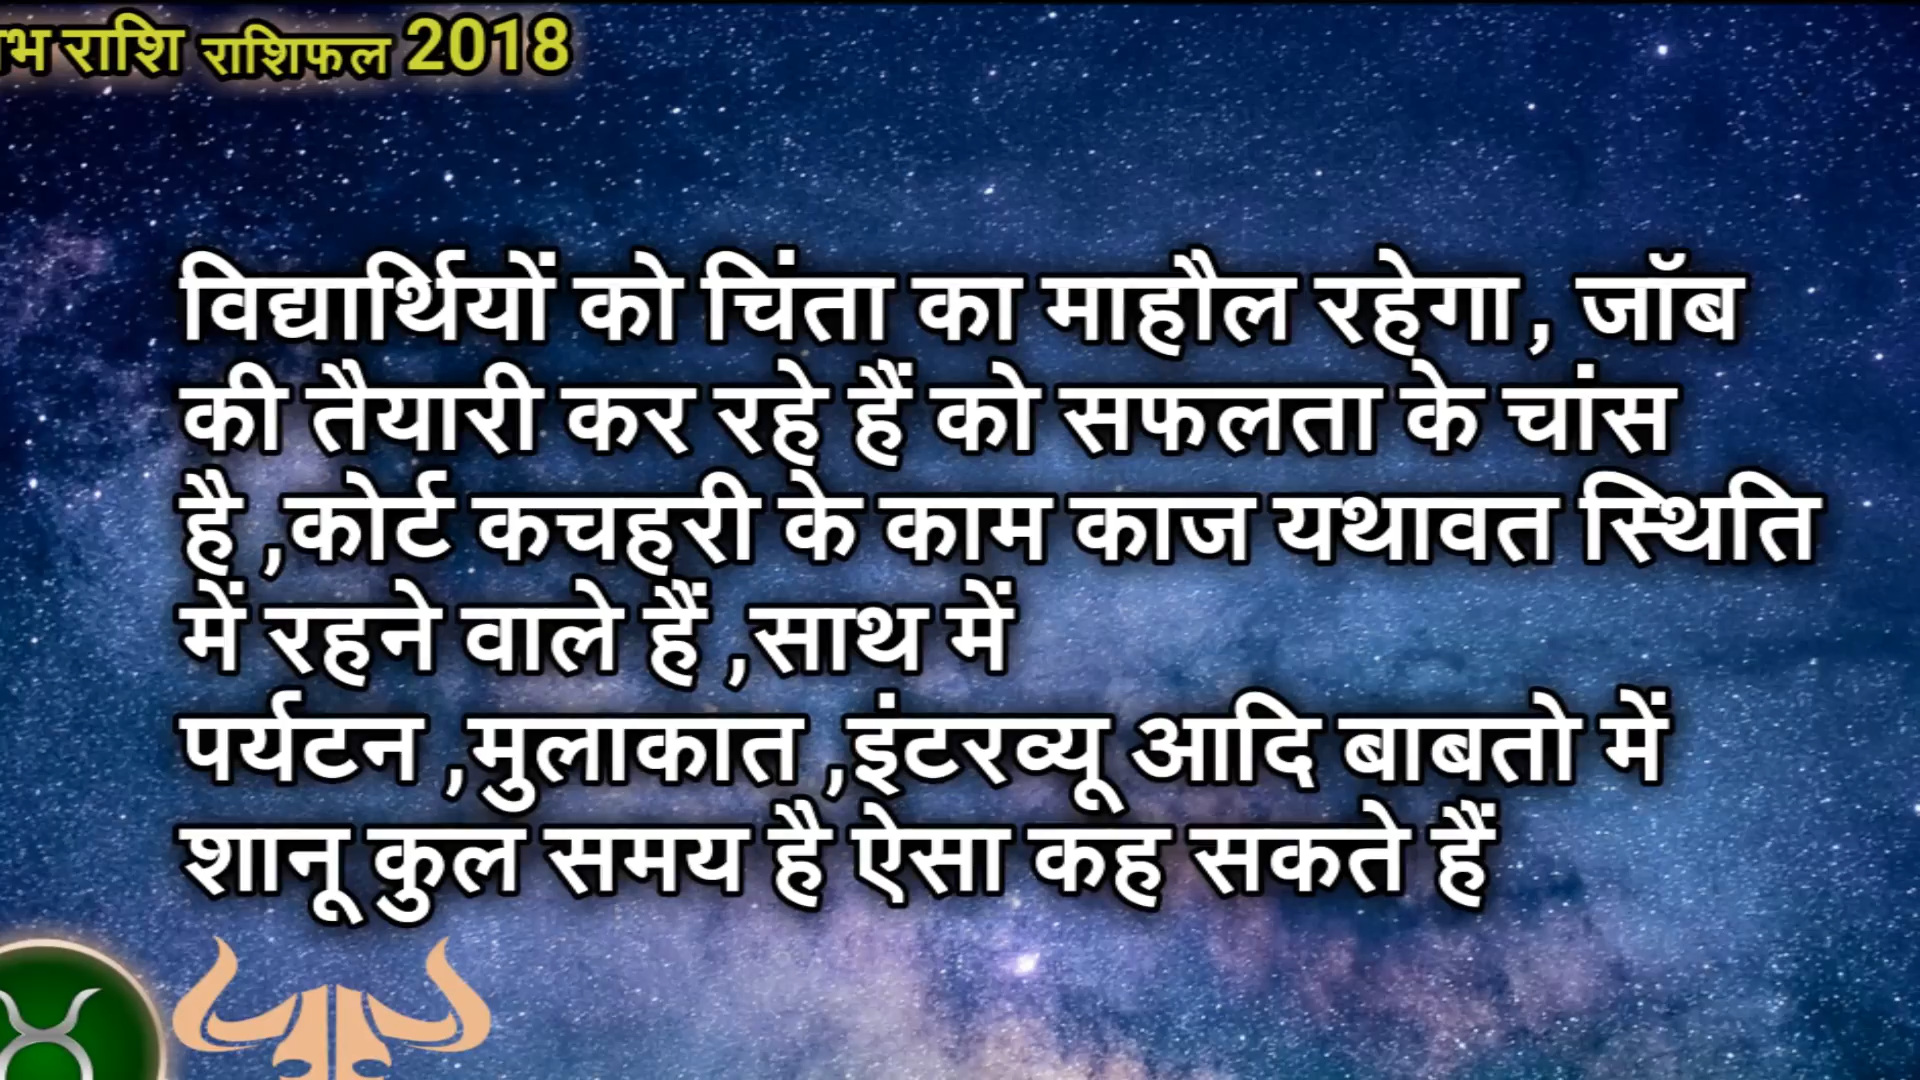 राशि राशिफल 2018
विद्यार्थियों को चिंता का माहौल रहेगा, जॉब
की तैयारी कर रहे हैं को सफलता के चांस
है ,कोर्ट कचहरी के काम काज यथावत स्थिति
में रहने वाले हैं ,साथ में
पर्यटन ,मुलाकात ,इंटरव्यू आदि बाबतो में
शानू कुल समय है ऐसा कह सकते हैं